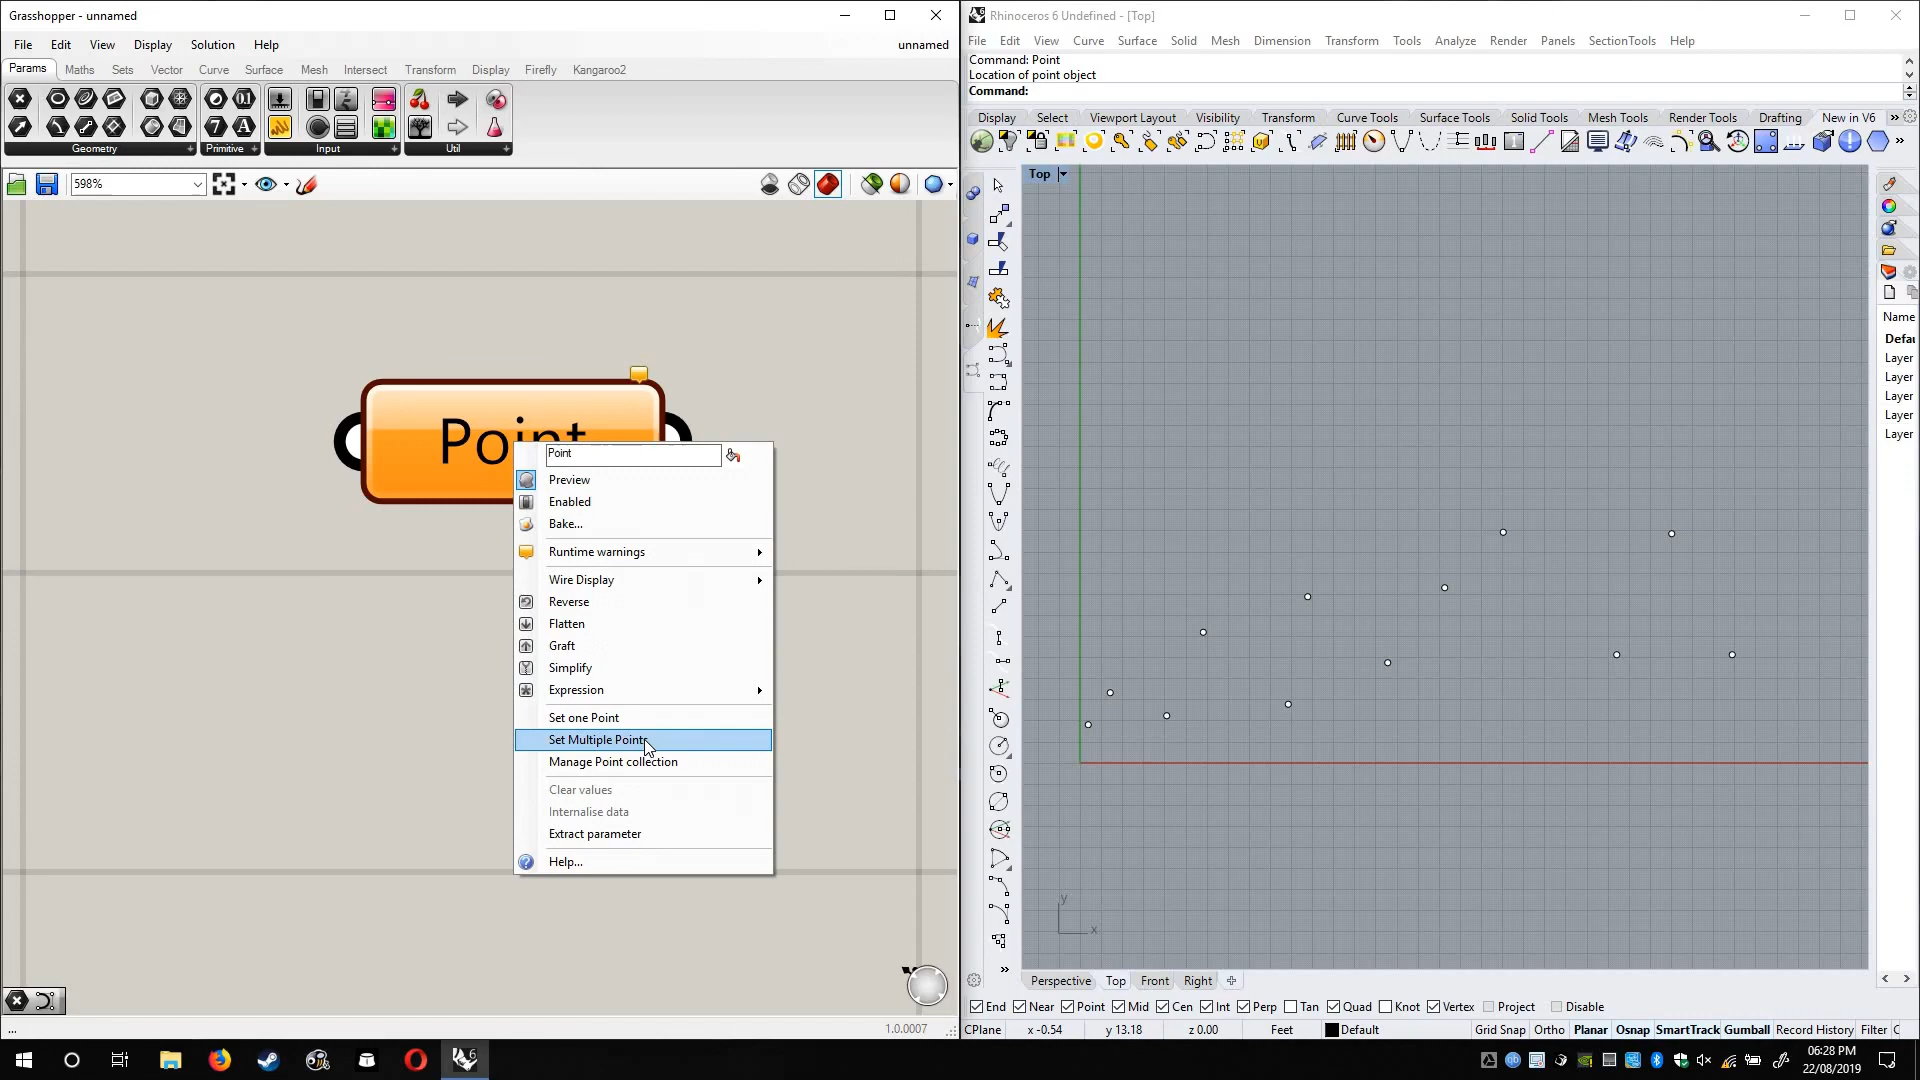 Grasshopper - unnamed
File Edit View Display Solution Help
unnamed
Params Maths Sets Vector Curve Surface Mesh Intersect Transform Display Firefly Kangaroo2
Geometry
Primitive
Input
Util
598%
Point
Point
Preview
Enabled
Bake...
Runtime warnings
Wire Display
Reverse
Flatten
Graft
Simplify
Expression
Set one Point
Set Multiple Points
Manage Point collection
Clear values
Internalise data
Extract parameter
Help...
...
1.0.0007
Rhinoceros 6 Undefined - [Top]
File Edit View Curve Surface Solid Mesh Dimension Transform Tools Analyze Render Panels SectionTools Help
Command: Point
Location of point object
Command:
Display Select Viewport Layout Visibility Transform Curve Tools Surface Tools Solid Tools Mesh Tools Render Tools Drafting New in V6
Top
Name
Defau
Layer
Layer
Layer
Layer
Layer
y
x
Perspective Top Front Right
End Near Point Mid Cen Int Perp Tan Quad Knot Vertex Project Disable
CPlane x -0.54 y 13.18 z 0.00 Feet Default Grid Snap Ortho Planar Osnap SmartTrack Gumball Record History Filter C
06:28 PM
22/08/2019